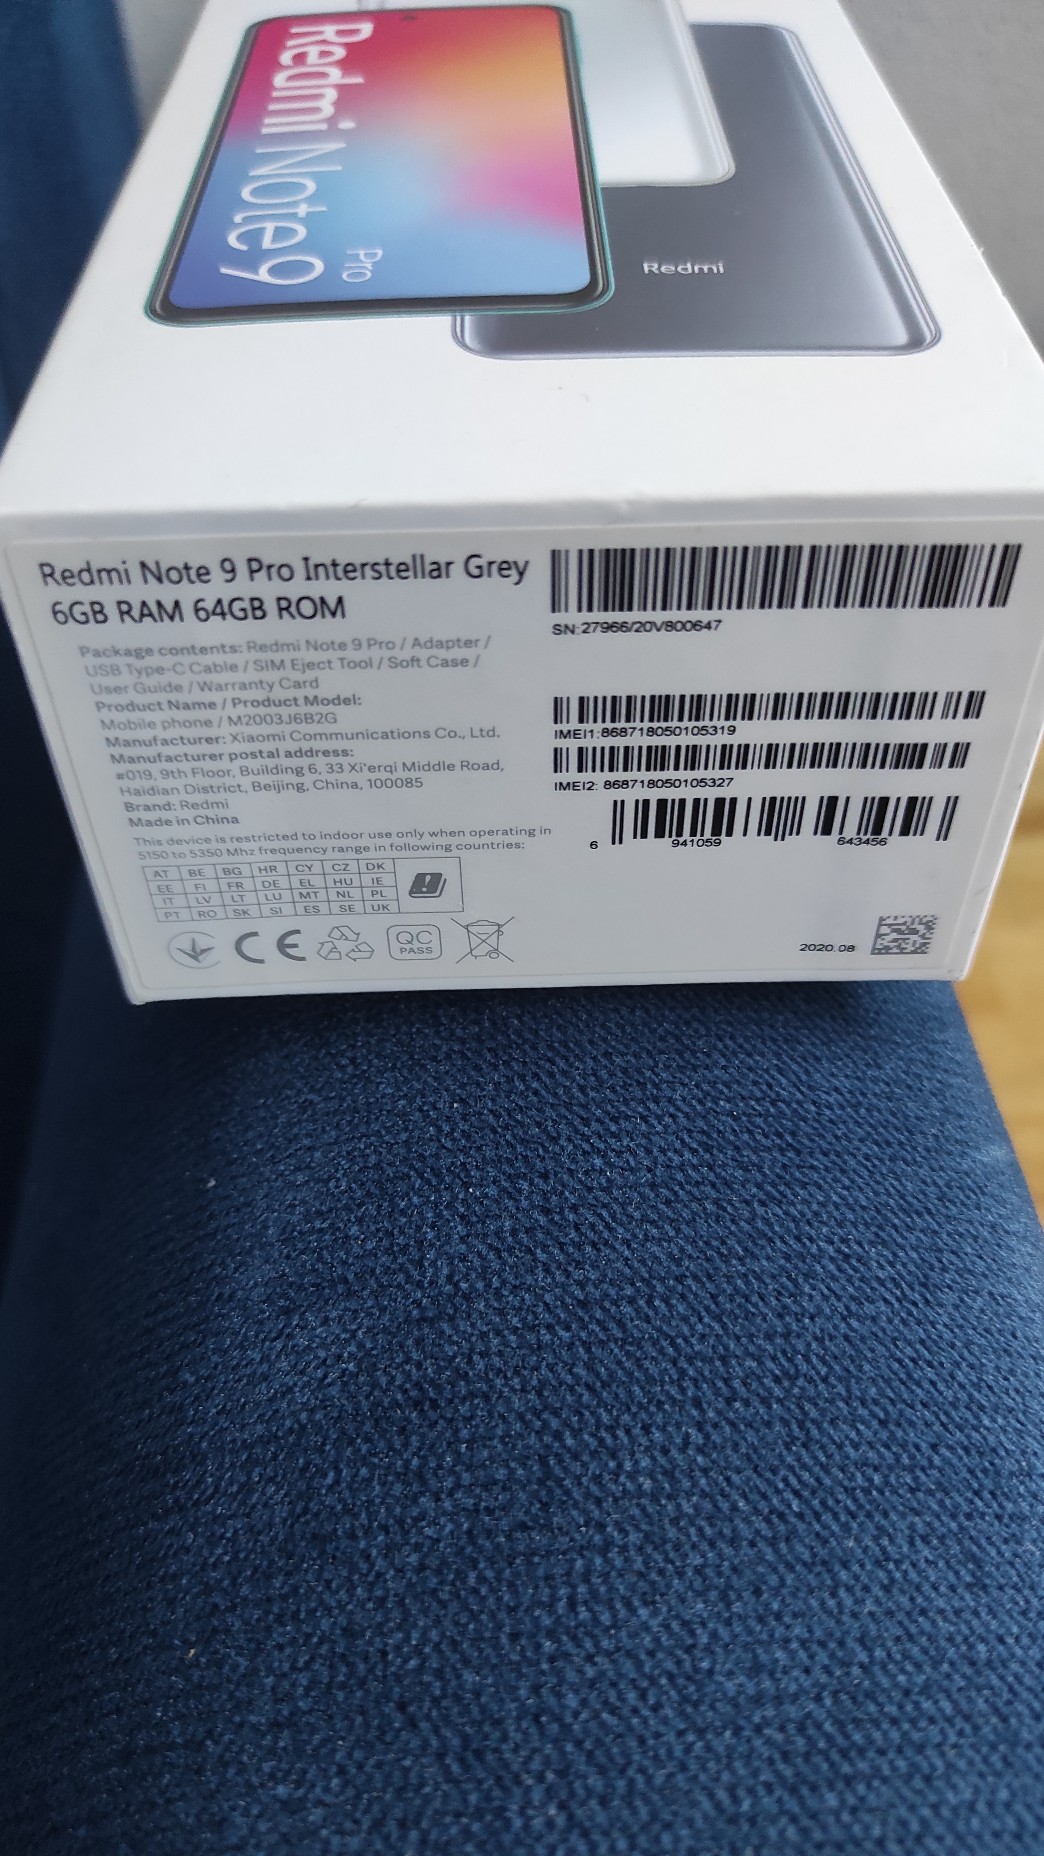 Redmi Note 9
Pro
Redmi
Redmi Note 9 Pro Interstellar Grey
6GB RAM 64GB ROM
Package contents: Redmi Note 9 Pro / Adapter /
USB Type-C Cable / SIM Eject Tool / Soft Case /
User Guide / Warranty Card
Product Name / Product Model:
Mobile phone / M2003J6B2G
Manufacturer: Xiaomi Communications Co., Ltd.
Manufacturer postal address:
#019, 9th Floor, Building 6, 33 Xi'erqi Middle Road,
Haidian District, Beijing, China, 100085
Brand: Redmi
Made in China
This device is restricted to indoor use only when operating in
5150 to 5350 Mhz frequency range in following countries:
AT BE BG HR CY CZ DK
EE FI FR DE EL HU IE
IT LV LT LU MT NL PL
PT RO SK SI ES SE UK
CE
QC
PASS
SN:27966/20V800647
IMEI1:868718050105319
IMEI2: 868718050105327
6 941059 643456
2020.08